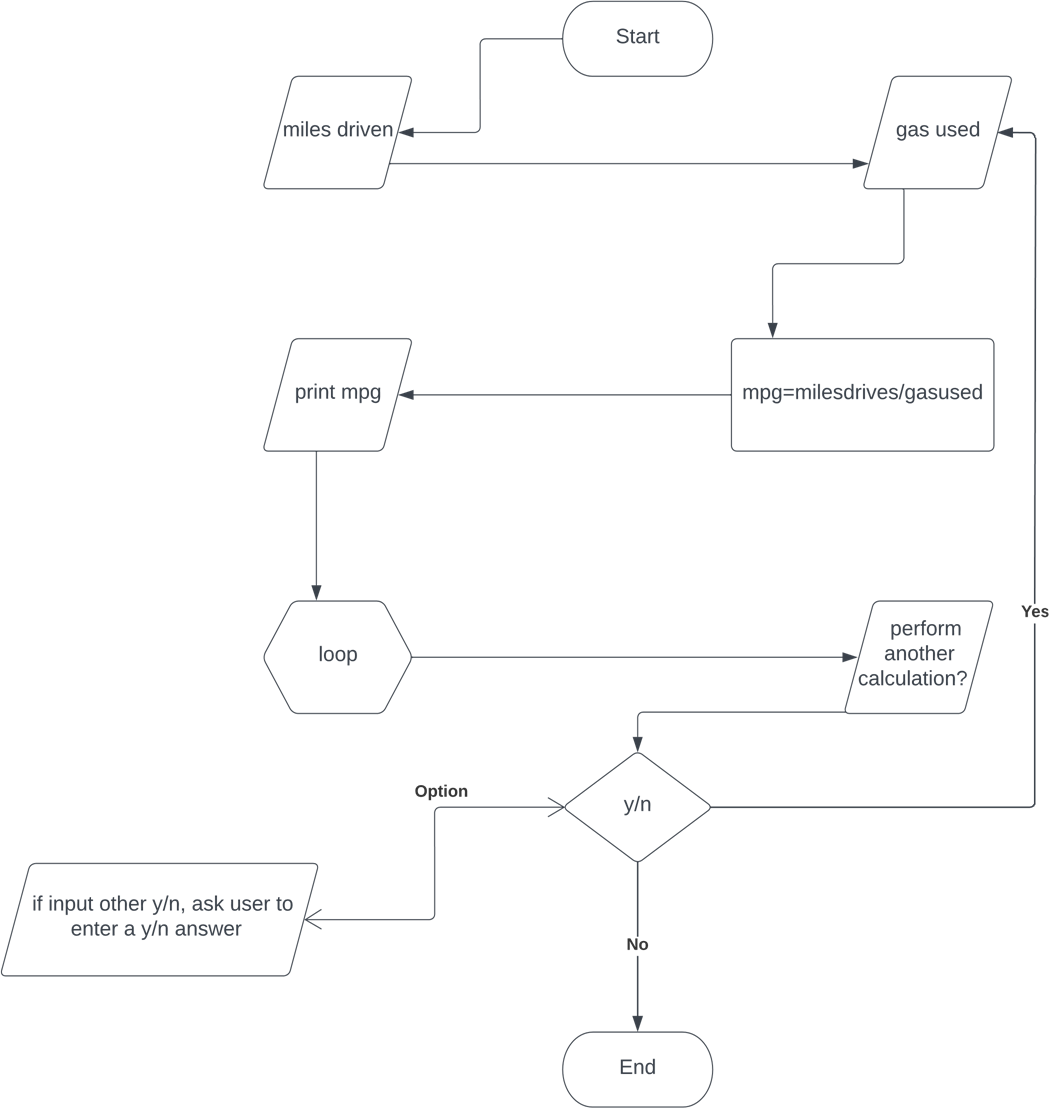 Start
miles driven
gas used
mpg=milesdrives/gasused
print mpg
loop
perform
another
calculation?
Yes
y/n
Option
if input other y/n, ask user to
enter a y/n answer
No
End